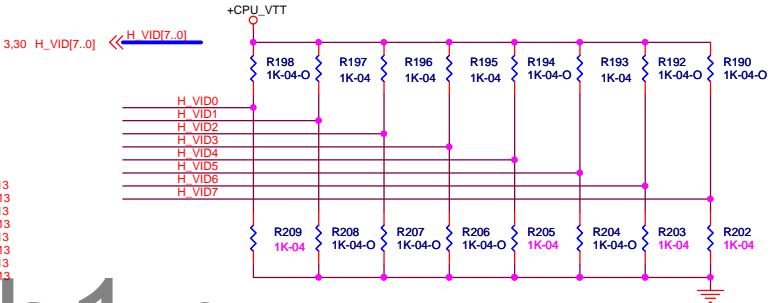 +CPU_VTT
3,30 H_VID[7..0]
H_VID[7..0]
R198 R197 R196 R195 R194 R193 R192 R190
1K-04-O 1K-04 1K-04 1K-04 1K-04-O 1K-04 1K-04-O 1K-04-O
H_VID0
H_VID1
H_VID2
H_VID3
H_VID4
H_VID5
H_VID6
H_VID7
R209 R208 R207 R206 R205 R204 R203 R202
1K-04 1K-04-O 1K-04-O 1K-04-O 1K-04 1K-04-O 1K-04 1K-04